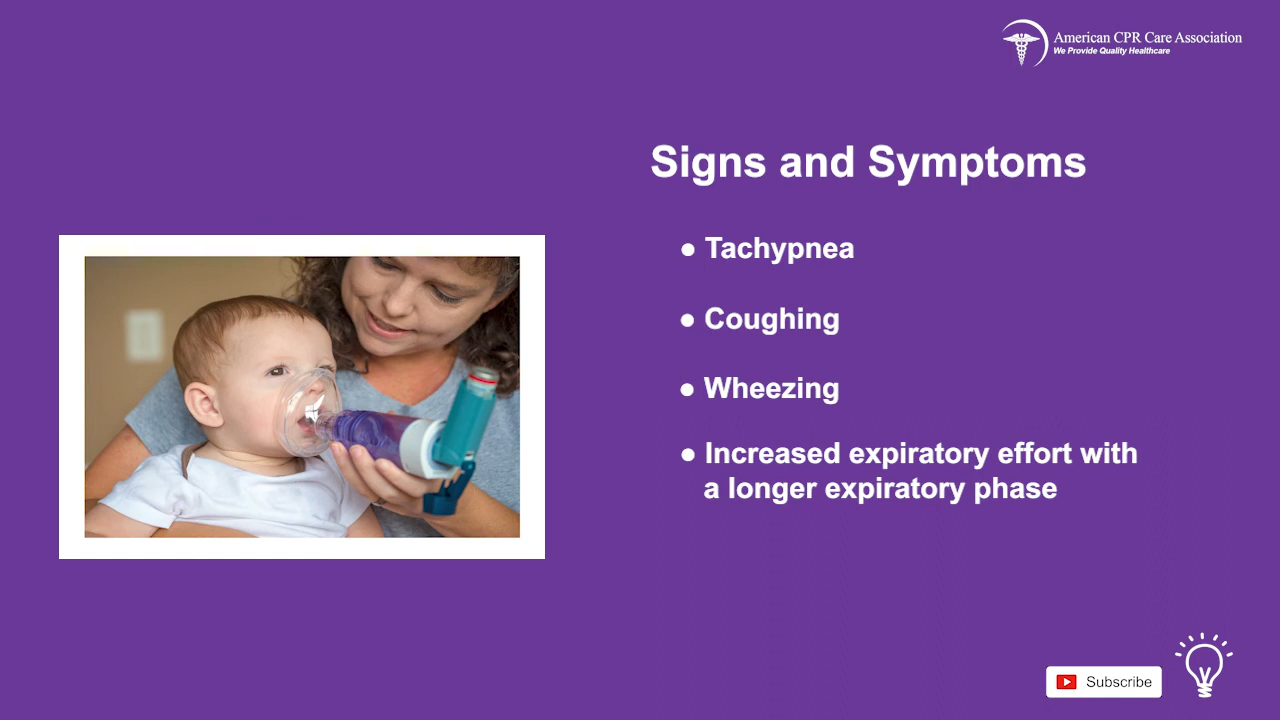 American CPR Care Association
We Provide Quality Healthcare
Signs and Symptoms
● Tachypnea
● Coughing
● Wheezing
● Increased expiratory effort with
a longer expiratory phase
Subscribe